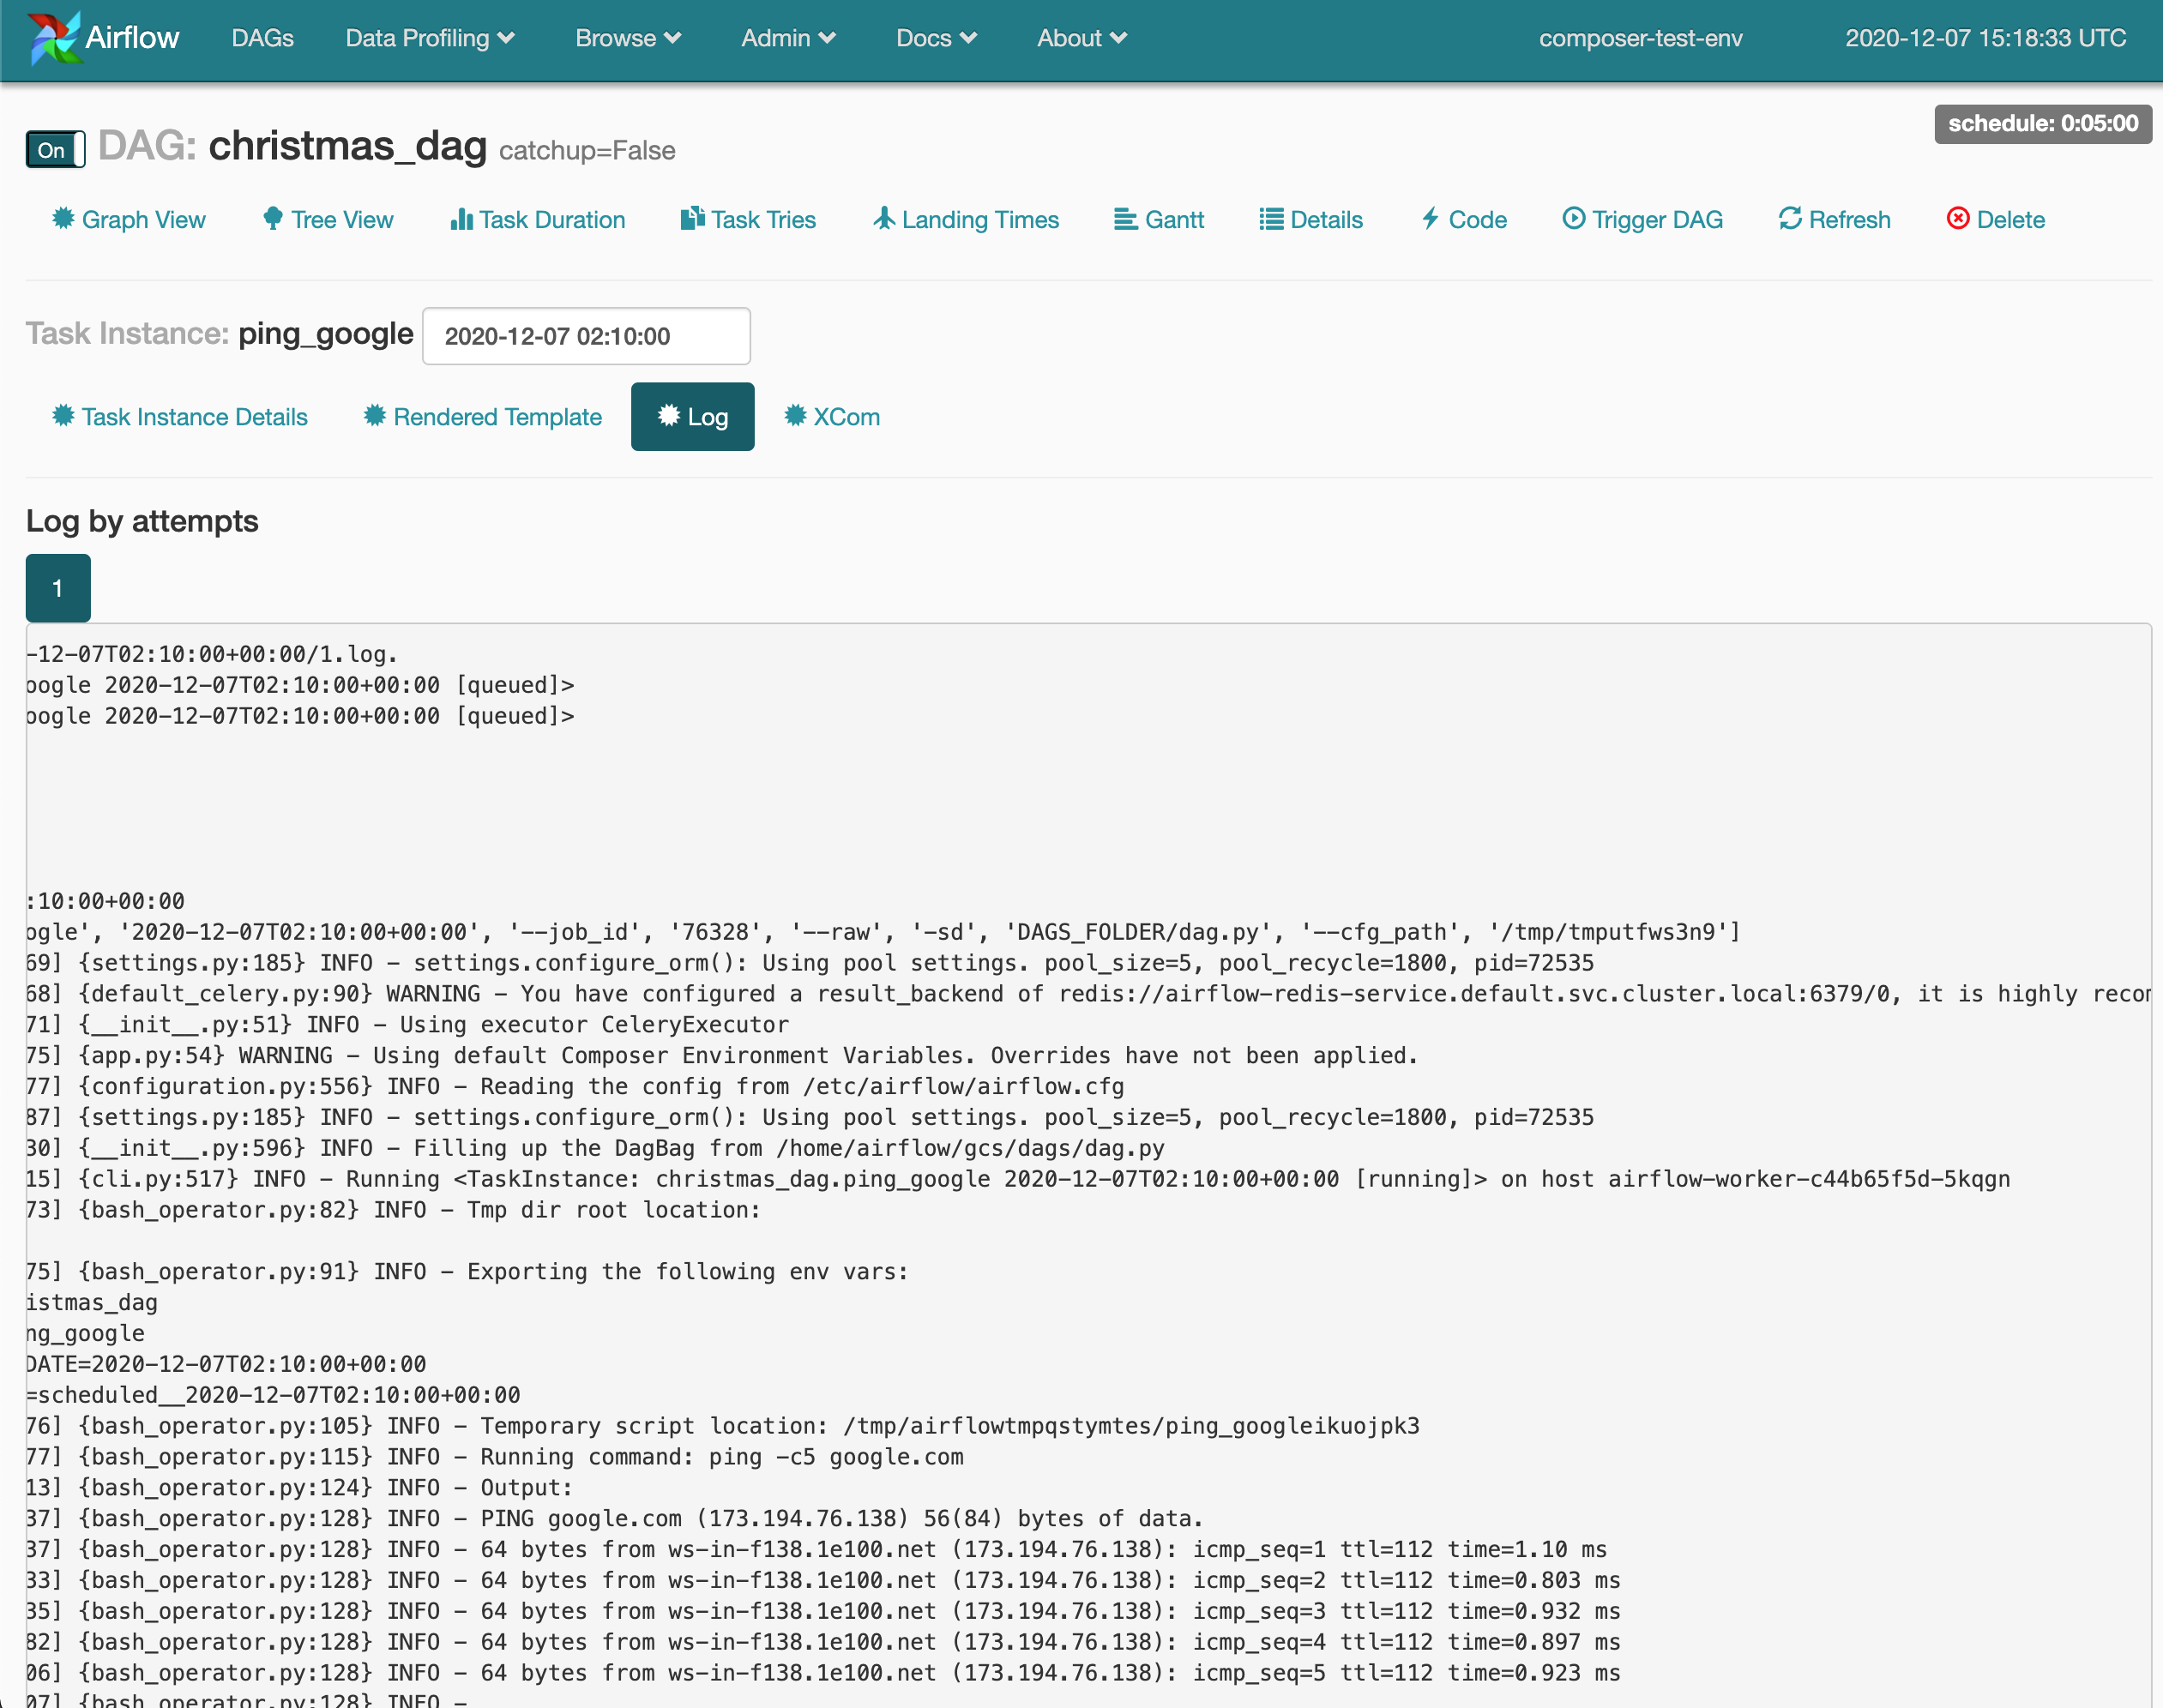 Airflow DAGs Data Profiling Browse Admin Docs About composer-test-env 2020-12-07 15:18:33 UTC
schedule: 0:05:00
On DAG: christmas_dag catchup=False
Graph View Tree View Task Duration Task Tries Landing Times Gantt Details Code Trigger DAG Refresh Delete
Task Instance: ping_google 2020-12-07 02:10:00
Task Instance Details Rendered Template Log XCom
Log by attempts
1
-12-07T02:10:00+00:00/1.log.
oogle 2020-12-07T02:10:00+00:00 [queued]>
oogle 2020-12-07T02:10:00+00:00 [queued]>
:10:00+00:00
ogle', '2020-12-07T02:10:00+00:00', '--job_id', '76328', '--raw', '-sd', 'DAGS_FOLDER/dag.py', '--cfg_path', '/tmp/tmputfws3n9']
69] {settings.py:185} INFO - settings.configure_orm(): Using pool settings. pool_size=5, pool_recycle=1800, pid=72535
68] {default_celery.py:90} WARNING - You have configured a result_backend of redis://airflow-redis-service.default.svc.cluster.local:6379/0, it is highly recom
71] {__init__.py:51} INFO - Using executor CeleryExecutor
75] {app.py:54} WARNING - Using default Composer Environment Variables. Overrides have not been applied.
77] {configuration.py:556} INFO - Reading the config from /etc/airflow/airflow.cfg
87] {settings.py:185} INFO - settings.configure_orm(): Using pool settings. pool_size=5, pool_recycle=1800, pid=72535
30] {__init__.py:596} INFO - Filling up the DagBag from /home/airflow/gcs/dags/dag.py
15] {cli.py:517} INFO - Running <TaskInstance: christmas_dag.ping_google 2020-12-07T02:10:00+00:00 [running]> on host airflow-worker-c44b65f5d-5kqgn
73] {bash_operator.py:82} INFO - Tmp dir root location:
75] {bash_operator.py:91} INFO - Exporting the following env vars:
istmas_dag
ng_google
DATE=2020-12-07T02:10:00+00:00
=scheduled__2020-12-07T02:10:00+00:00
76] {bash_operator.py:105} INFO - Temporary script location: /tmp/airflowtmpqstymtes/ping_googleikuojpk3
77] {bash_operator.py:115} INFO - Running command: ping -c5 google.com
13] {bash_operator.py:124} INFO - Output:
37] {bash_operator.py:128} INFO - PING google.com (173.194.76.138) 56(84) bytes of data.
37] {bash_operator.py:128} INFO - 64 bytes from ws-in-f138.1e100.net (173.194.76.138): icmp_seq=1 ttl=112 time=1.10 ms
33] {bash_operator.py:128} INFO - 64 bytes from ws-in-f138.1e100.net (173.194.76.138): icmp_seq=2 ttl=112 time=0.803 ms
35] {bash_operator.py:128} INFO - 64 bytes from ws-in-f138.1e100.net (173.194.76.138): icmp_seq=3 ttl=112 time=0.932 ms
82] {bash_operator.py:128} INFO - 64 bytes from ws-in-f138.1e100.net (173.194.76.138): icmp_seq=4 ttl=112 time=0.897 ms
06] {bash_operator.py:128} INFO - 64 bytes from ws-in-f138.1e100.net (173.194.76.138): icmp_seq=5 ttl=112 time=0.923 ms
07] {bash_operator.py:128} INFO -